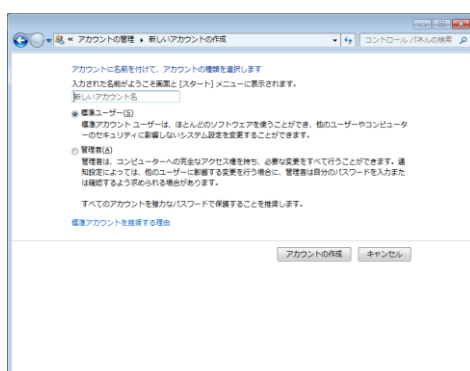 « アカウントの管理 ▸ 新しいアカウントの作成
コントロール パネルの検索
アカウントに名前を付けて、アカウントの種類を選択します
入力された名前がようこそ画面と [スタート] メニューに表示されます。
新しいアカウント名
標準ユーザー(S)
標準アカウント ユーザーは、ほとんどのソフトウェアを使うことができ、他のユーザーやコンピュータ
ーのセキュリティに影響しないシステム設定を変更することができます。
管理者(A)
管理者は、コンピューターへの完全なアクセス権を持ち、必要な変更をすべて行うことができます。通
知設定によっては、他のユーザーに影響する変更を行う場合に、管理者は自分のパスワードを入力また
は確認するよう求められる場合があります。
すべてのアカウントを強力なパスワードで保護することを推奨します。
標準アカウントを推奨する理由
アカウントの作成
キャンセル